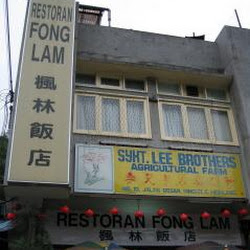 RESTORAN
FONG
LAM
楓
林
飯
店
SYKT. LEE BROTHERS
AGRICULTURAL FARM
RESTORAN FONG LAM
楓林飯店